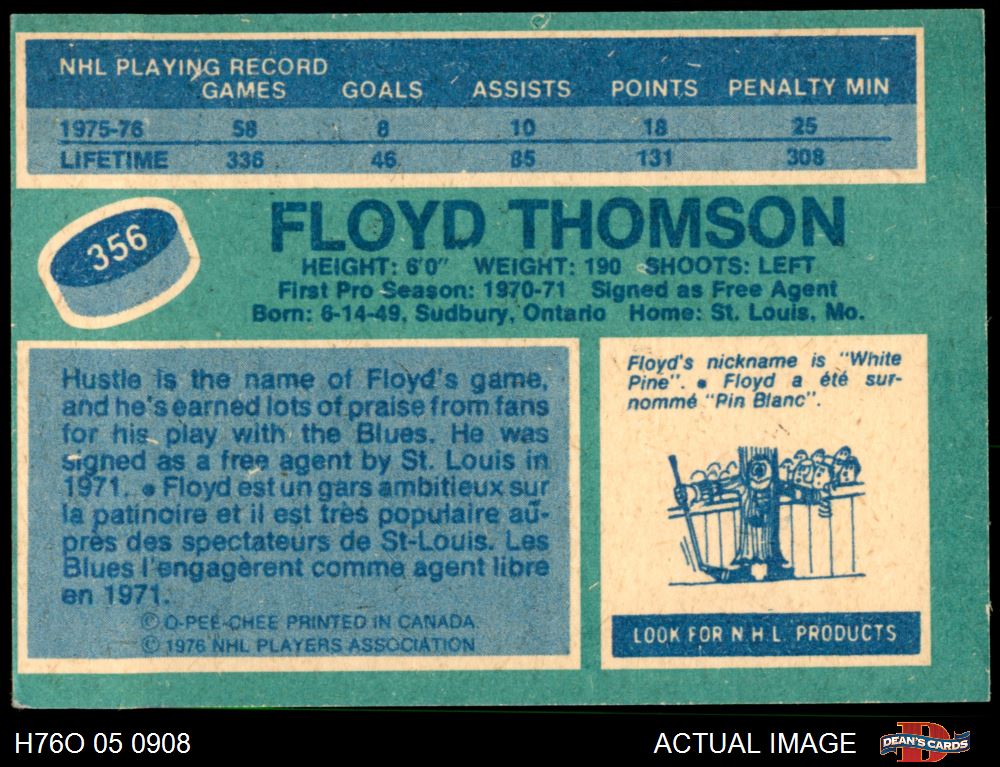 NHL PLAYING RECORD
GAMES GOALS ASSISTS POINTS PENALTY MIN
1975-76 58 8 10 18 25
LIFETIME 336 46 85 131 308
356
FLOYD THOMSON
HEIGHT: 6'0" WEIGHT: 190 SHOOTS: LEFT
First Pro Season: 1970-71 Signed as Free Agent
Born: 6-14-49, Sudbury, Ontario Home: St. Louis, Mo.
Hustle is the name of Floyd's game,
and he's earned lots of praise from fans
for his play with the Blues. He was
signed as a free agent by St. Louis in
1971. • Floyd est un gars ambitieux sur
la patinoire et il est très populaire au-
près des spectateurs de St-Louis. Les
Blues l'engagèrent comme agent libre
en 1971.
© O-PEE-CHEE PRINTED IN CANADA
© 1976 NHL PLAYERS ASSOCIATION
Floyd's nickname is "White
Pine". • Floyd a été sur-
nommé "Pin Blanc".
LOOK FOR N H L PRODUCTS
H76O 05 0908
ACTUAL IMAGE
DEAN'S CARDS